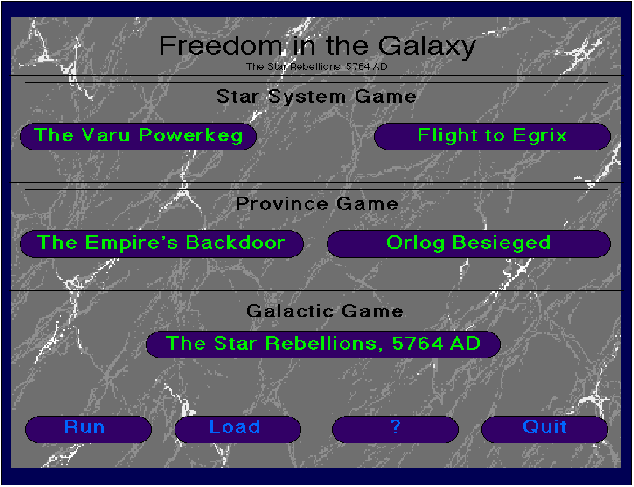 Freedom in the Galaxy
The Star Rebellions, 5764 AD
Star System Game
The Varu Powerkeg
Flight to Egrix
Province Game
The Empire's Backdoor
Orlog Besieged
Galactic Game
The Star Rebellions, 5764 AD
Run
Load
?
Quit